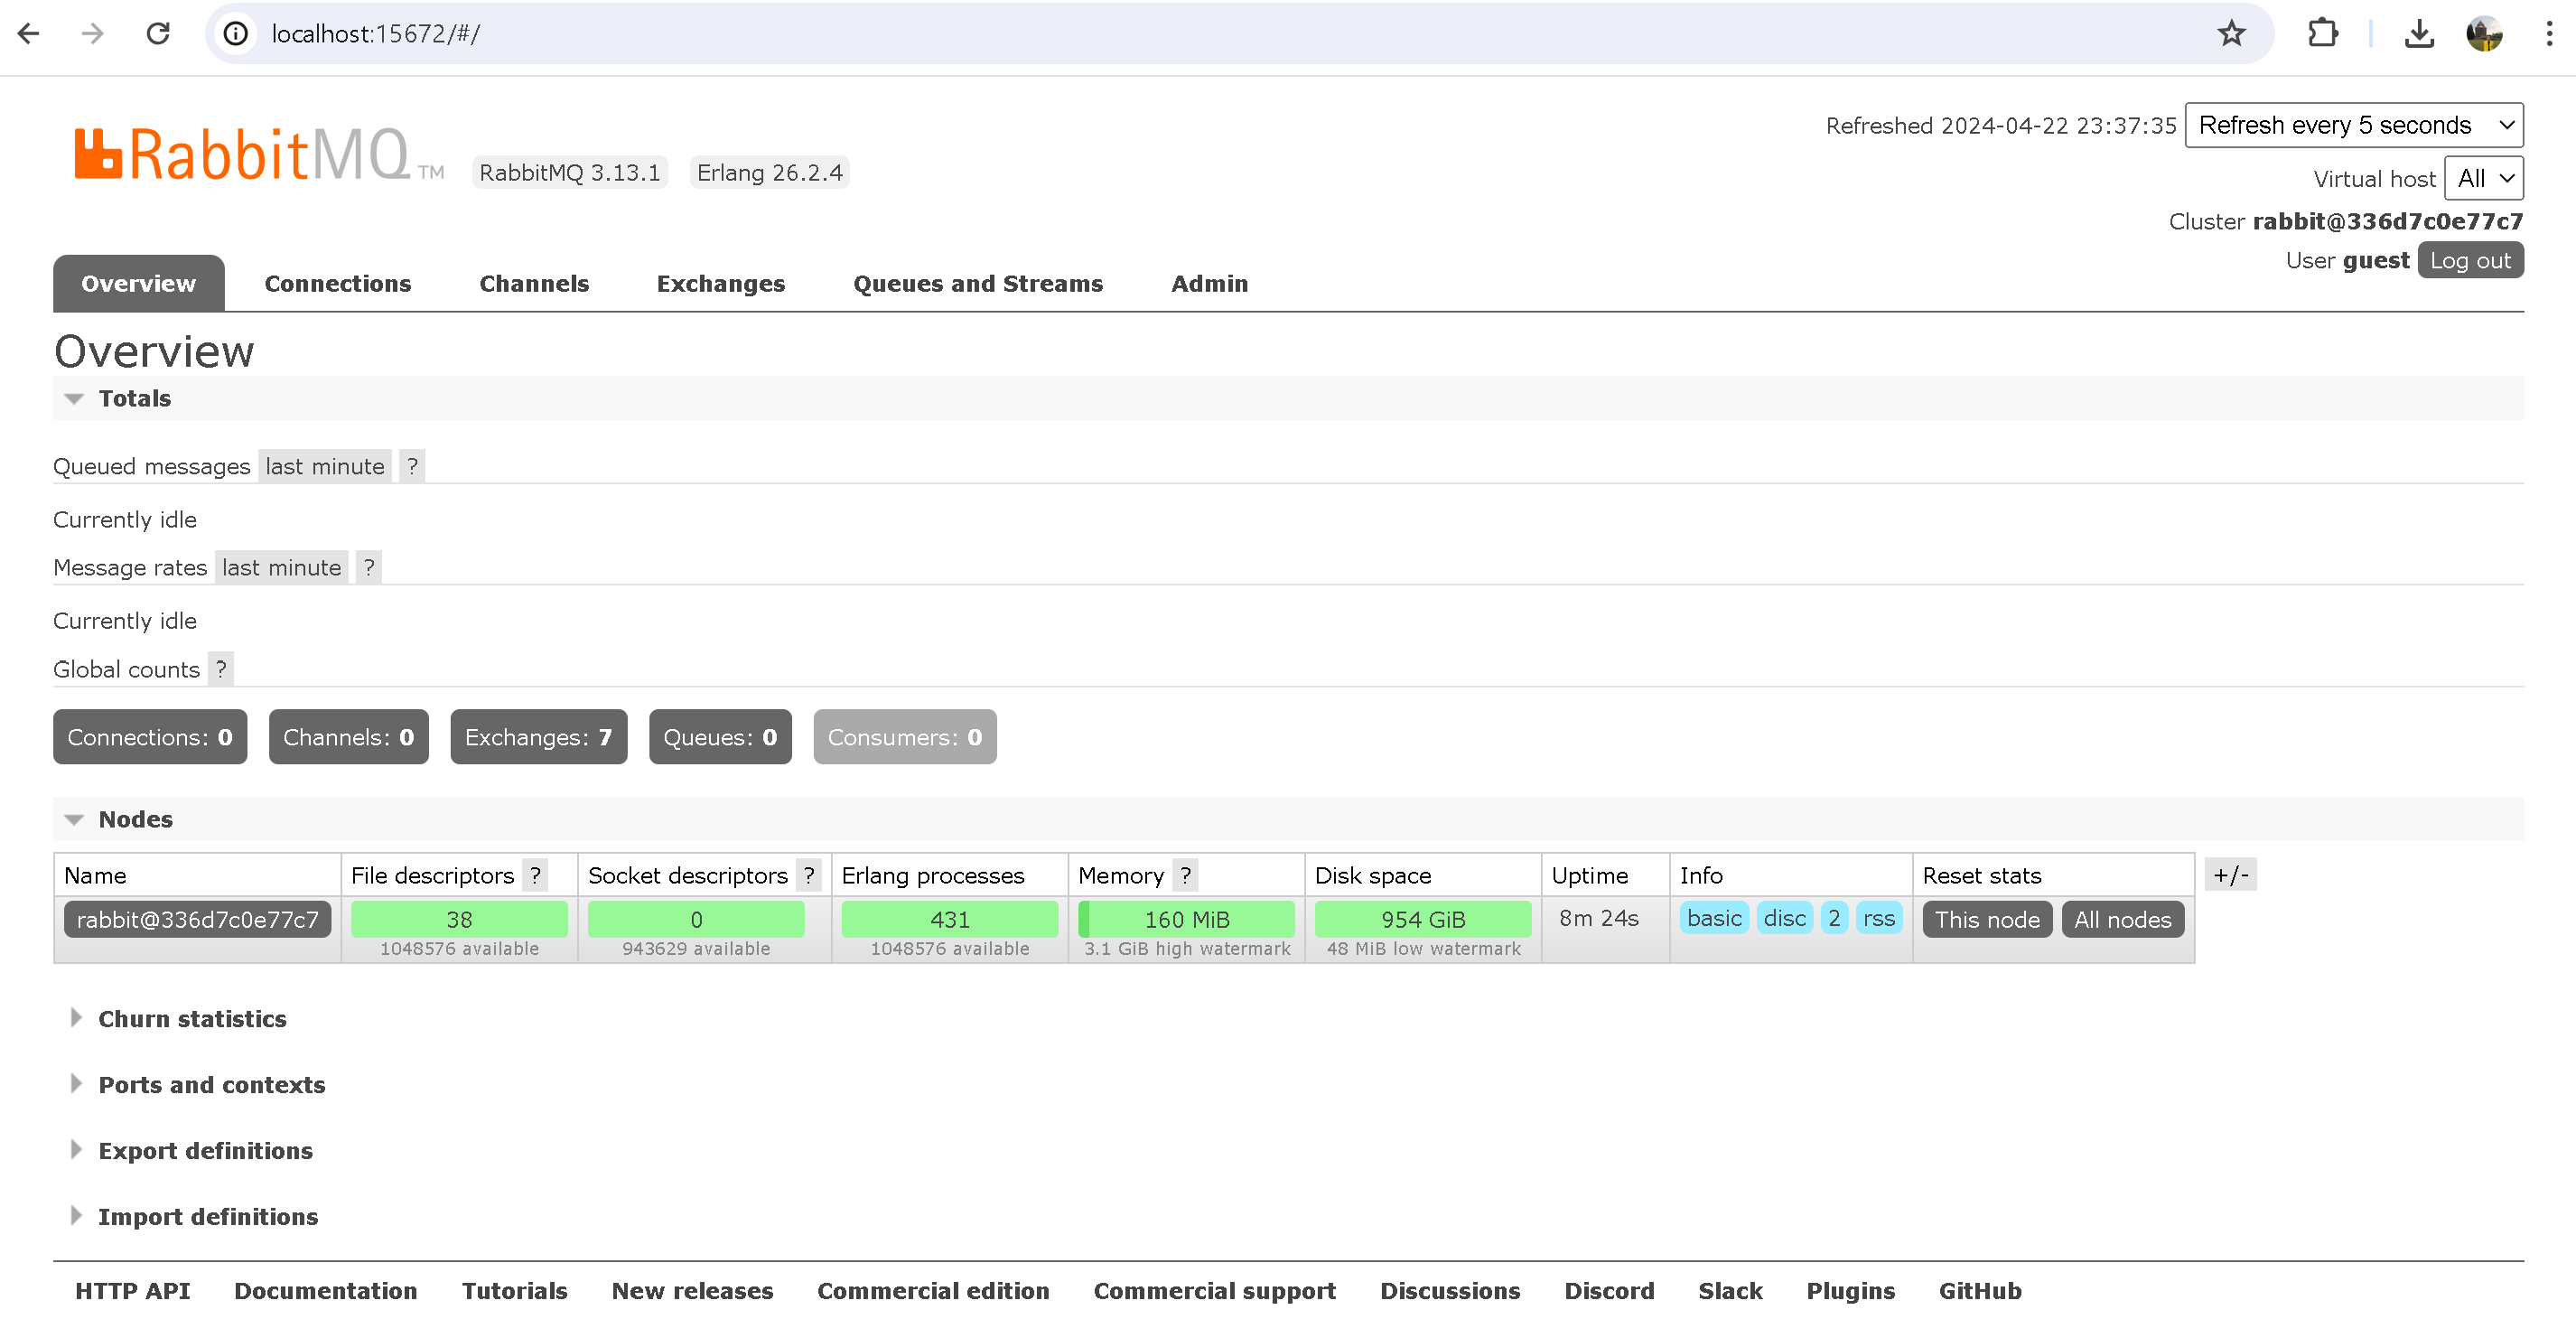 localhost:15672/#/
Refreshed 2024-04-22 23:37:35 Refresh every 5 seconds
RabbitMQ TM RabbitMQ 3.13.1 Erlang 26.2.4
Virtual host All
Cluster rabbit@336d7c0e77c7
User guest Log out
Overview Connections Channels Exchanges Queues and Streams Admin
Overview
Totals
Queued messages last minute ?
Currently idle
Message rates last minute ?
Currently idle
Global counts ?
Connections: 0 Channels: 0 Exchanges: 7 Queues: 0 Consumers: 0
Nodes
Name File descriptors ? Socket descriptors ? Erlang processes Memory ? Disk space Uptime Info Reset stats +/-
rabbit@336d7c0e77c7 38 0 431 160 MiB 954 GiB 8m 24s basic disc 2 rss This node All nodes
1048576 available 943629 available 1048576 available 3.1 GiB high watermark 48 MiB low watermark
Churn statistics
Ports and contexts
Export definitions
Import definitions
HTTP API Documentation Tutorials New releases Commercial edition Commercial support Discussions Discord Slack Plugins GitHub